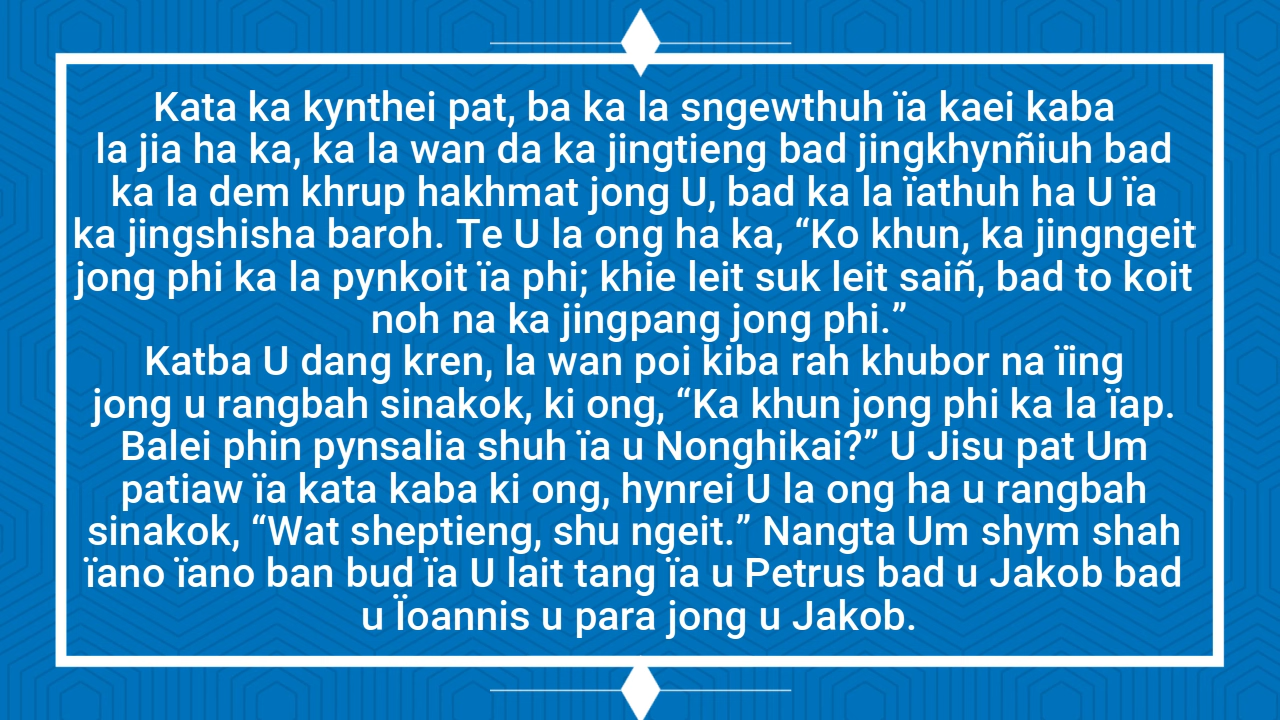 Kata ka kynthei pat, ba ka la sngewthuh ïa kaei kaba
la jia ha ka, ka la wan da ka jingtieng bad jingkhynñiuh bad
ka la dem khrup hakhmat jong U, bad ka la ïathuh ha U ïa
ka jingshisha baroh. Te U la ong ha ka, “Ko khun, ka jingngeit
jong phi ka la pynkoit ïa phi; khie leit suk leit saiñ, bad to koit
noh na ka jingpang jong phi.”
Katba U dang kren, la wan poi kiba rah khubor na ïing
jong u rangbah sinakok, ki ong, “Ka khun jong phi ka la ïap.
Balei phin pynsalia shuh ïa u Nonghikai?” U Jisu pat Um
patiaw ïa kata kaba ki ong, hynrei U la ong ha u rangbah
sinakok, “Wat sheptieng, shu ngeit.” Nangta Um shym shah
ïano ïano ban bud ïa U lait tang ïa u Petrus bad u Jakob bad
u Ïoannis u para jong u Jakob.